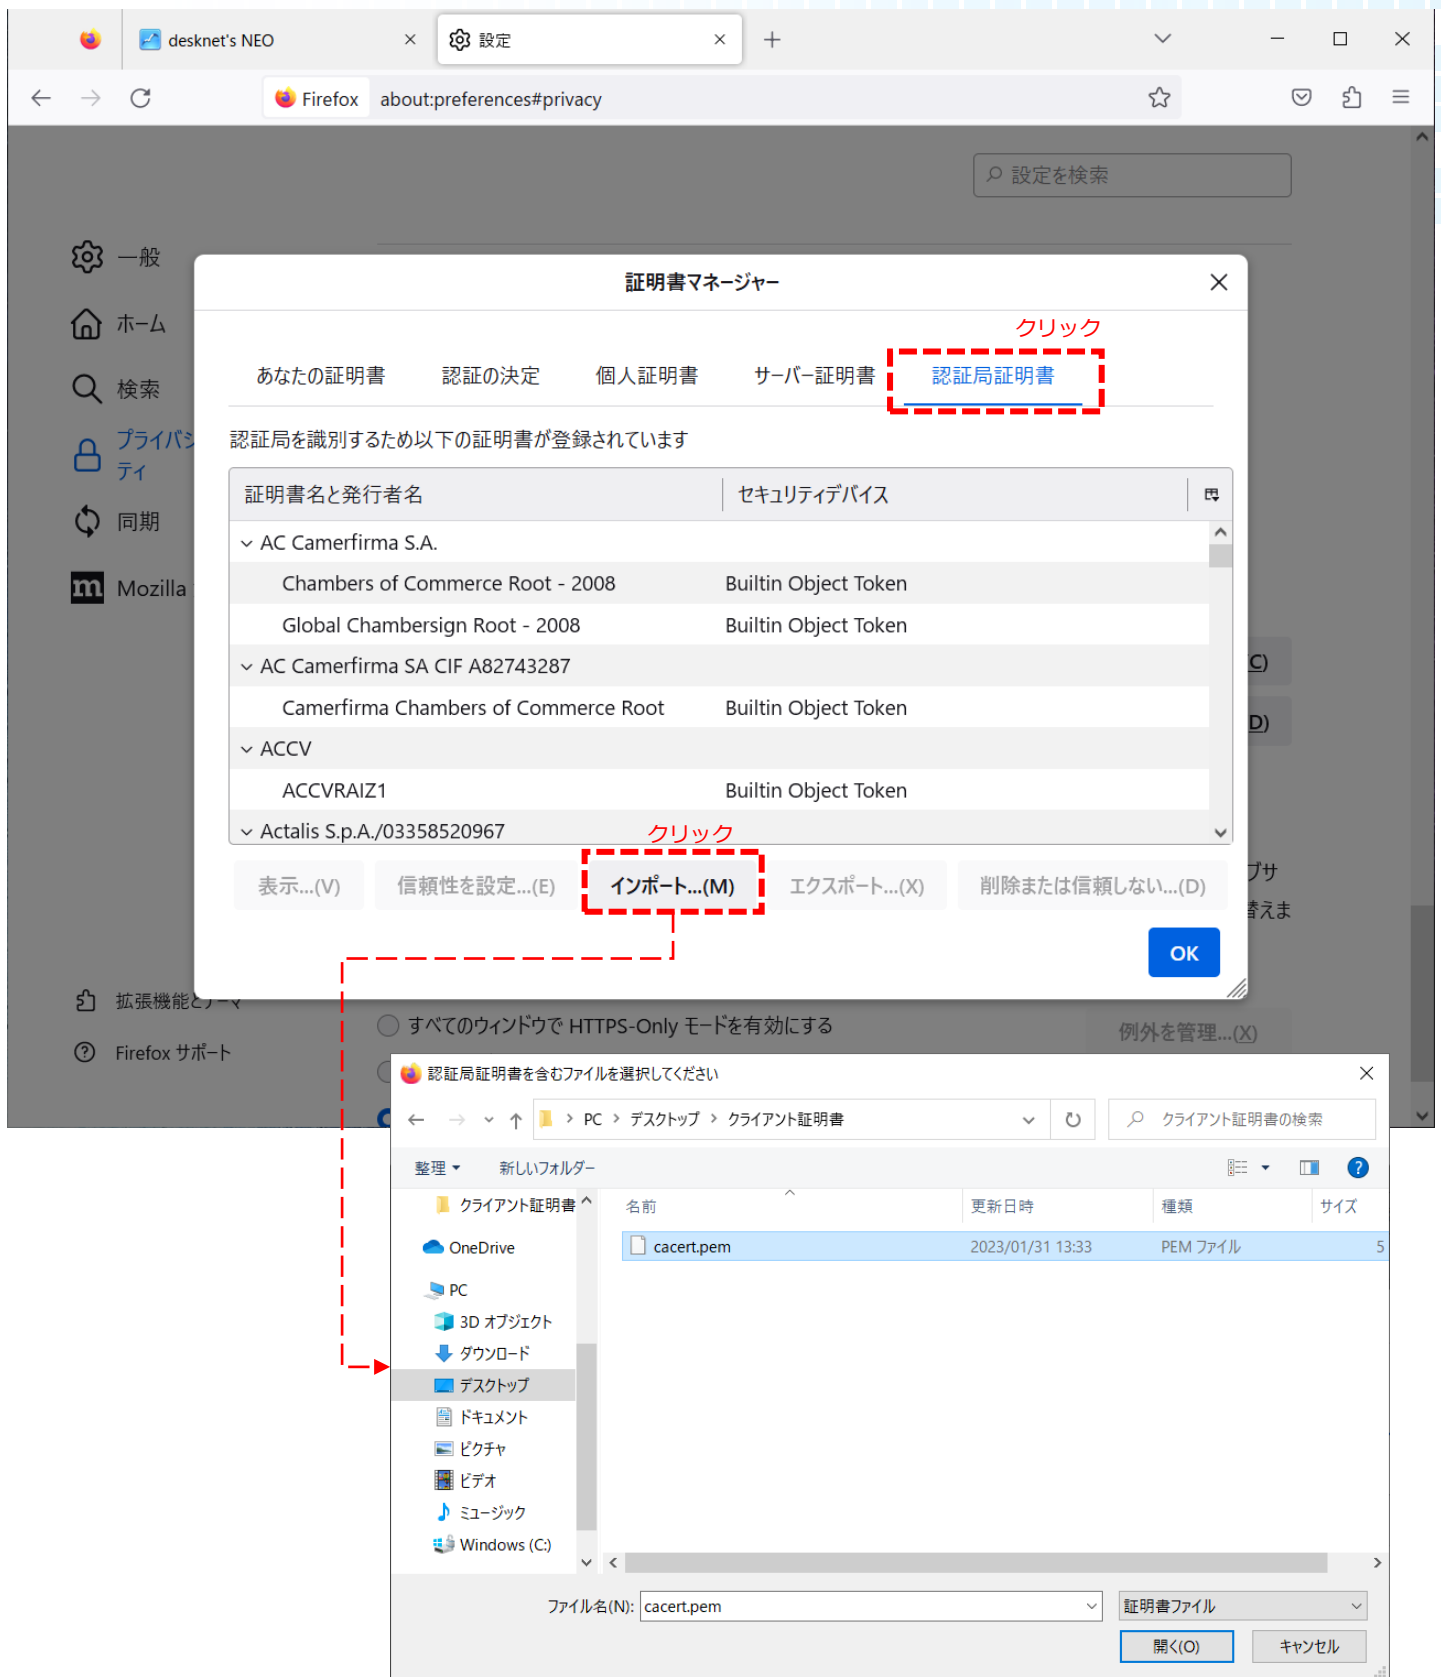 desknet's NEO
設定
Firefox about:preferences#privacy
設定を検索
一般
ホーム
検索
プライバシ
ティ
同期
Mozilla
拡張機能とテーマ
Firefox サポート
証明書マネージャー
クリック
あなたの証明書 認証の決定 個人証明書 サーバー証明書 認証局証明書
認証局を識別するため以下の証明書が登録されています
証明書名と発行者名 セキュリティデバイス
AC Camerfirma S.A.
Chambers of Commerce Root - 2008 Builtin Object Token
Global Chambersign Root - 2008 Builtin Object Token
AC Camerfirma SA CIF A82743287
Camerfirma Chambers of Commerce Root Builtin Object Token
ACCV
ACCVRAIZ1 Builtin Object Token
Actalis S.p.A./03358520967
クリック
表示...(V) 信頼性を設定...(E) インポート...(M) エクスポート...(X) 削除または信頼しない...(D)
OK
C)
D)
ブサ
替えま
すべてのウィンドウで HTTPS-Only モードを有効にする
例外を管理...(X)
認証局証明書を含むファイルを選択してください
PC デスクトップ クライアント証明書
クライアント証明書の検索
整理 新しいフォルダー
クライアント証明書
OneDrive
PC
3D オブジェクト
ダウンロード
デスクトップ
ドキュメント
ピクチャ
ビデオ
ミュージック
Windows (C:)
名前 更新日時 種類 サイズ
cacert.pem 2023/01/31 13:33 PEM ファイル 5
ファイル名(N): cacert.pem
証明書ファイル
開く(O) キャンセル